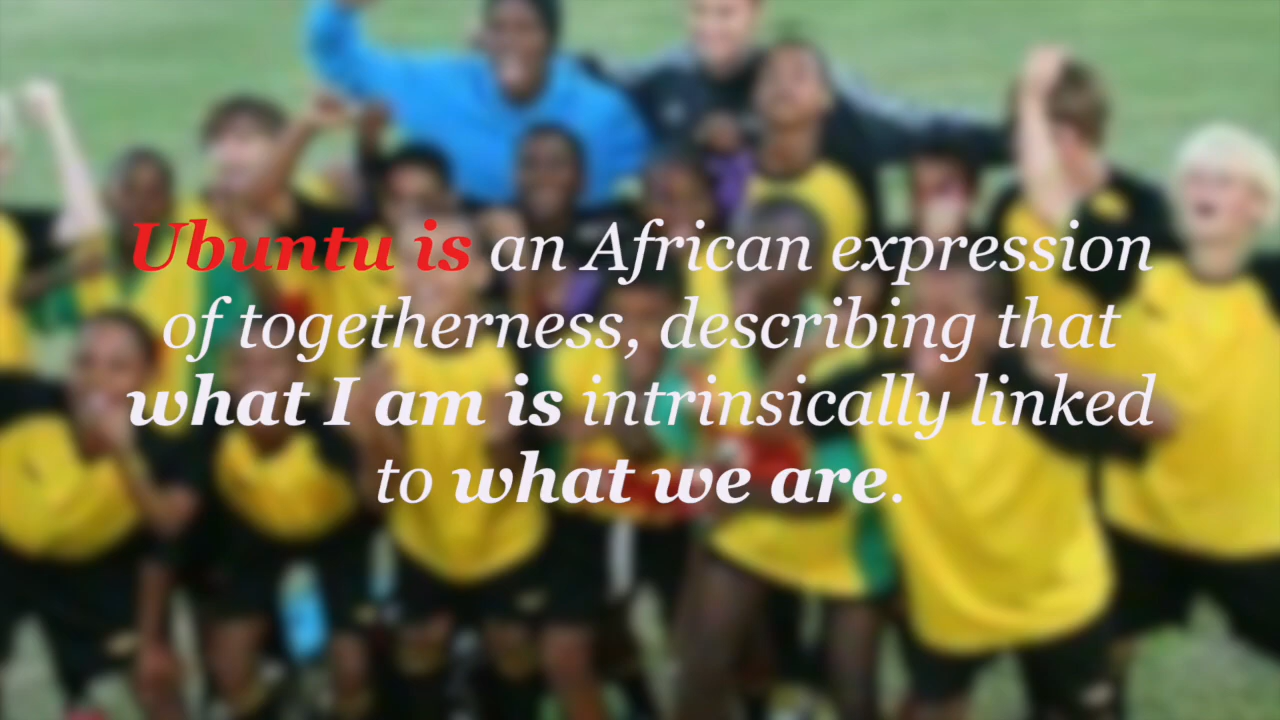 Ubuntu is an African expression
of togetherness, describing that
what I am is intrinsically linked
to what we are.